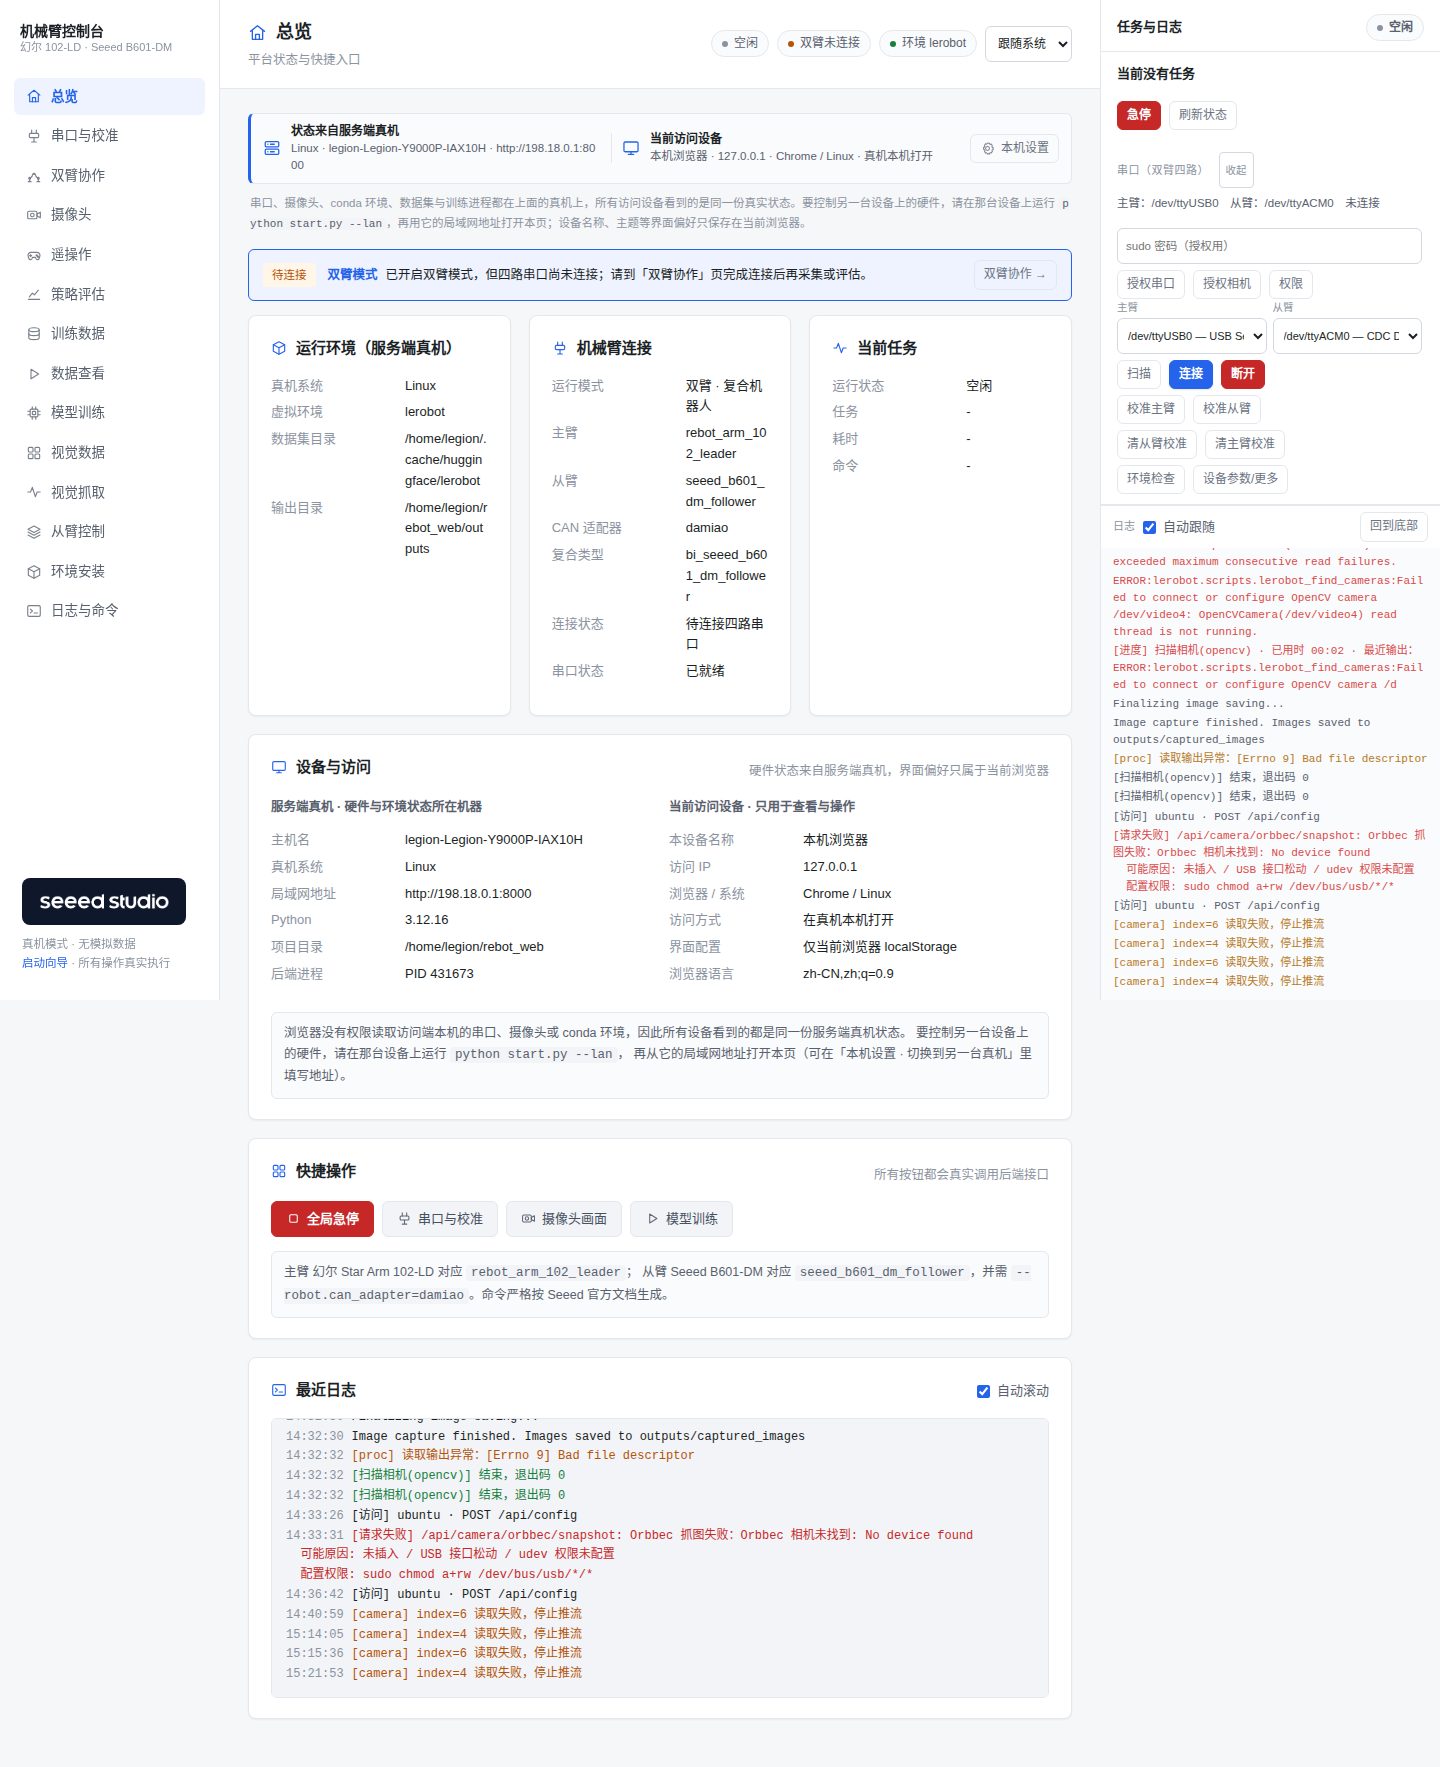 机械臂控制台
幻尔 102-LD · Seeed B601-DM
总览
串口与校准
双臂协作
摄像头
遥操作
策略评估
训练数据
数据查看
模型训练
视觉数据
视觉抓取
从臂控制
环境安装
日志与命令
seeed studio
真机模式 · 无模拟数据
启动向导 · 所有操作真实执行
总览
平台状态与快捷入口
空闲
双臂未连接
环境 lerobot
跟随系统
状态来自服务端真机
Linux · legion-Legion-Y9000P-IAX10H · http://198.18.0.1:80
00
当前访问设备
本机浏览器 · 127.0.0.1 · Chrome / Linux · 真机本机打开
本机设置
串口、摄像头、conda 环境、数据集与训练进程都在上面的真机上，所有访问设备看到的是同一份真实状态。要控制另一台设备上的硬件，请在那台设备上运行 p
ython start.py --lan ，再用它的局域网地址打开本页；设备名称、主题等界面偏好只保存在当前浏览器。
待连接 双臂模式 已开启双臂模式，但四路串口尚未连接；请到「双臂协作」页完成连接后再采集或评估。
双臂协作 →
运行环境（服务端真机）
真机系统 Linux
虚拟环境 lerobot
数据集目录 /home/legion/.
cache/huggin
gface/lerobot
输出目录 /home/legion/r
ebot_web/out
puts
机械臂连接
运行模式 双臂 · 复合机
器人
主臂 rebot_arm_10
2_leader
从臂 seeed_b601_
dm_follower
CAN 适配器 damiao
复合类型 bi_seeed_b60
1_dm_followe
r
连接状态 待连接四路串
口
串口状态 已就绪
当前任务
运行状态 空闲
任务 -
耗时 -
命令 -
设备与访问
硬件状态来自服务端真机，界面偏好只属于当前浏览器
服务端真机 · 硬件与环境状态所在机器
主机名 legion-Legion-Y9000P-IAX10H
真机系统 Linux
局域网地址 http://198.18.0.1:8000
Python 3.12.16
项目目录 /home/legion/rebot_web
后端进程 PID 431673
当前访问设备 · 只用于查看与操作
本设备名称 本机浏览器
访问 IP 127.0.0.1
浏览器 / 系统 Chrome / Linux
访问方式 在真机本机打开
界面配置 仅当前浏览器 localStorage
浏览器语言 zh-CN,zh;q=0.9
浏览器没有权限读取访问端本机的串口、摄像头或 conda 环境，因此所有设备看到的都是同一份服务端真机状态。 要控制另一台设备上
的硬件，请在那台设备上运行 python start.py --lan ， 再从它的局域网地址打开本页（可在「本机设置 · 切换到另一台真机」里
填写地址）。
快捷操作
所有按钮都会真实调用后端接口
全局急停
串口与校准
摄像头画面
模型训练
主臂 幻尔 Star Arm 102-LD 对应 rebot_arm_102_leader ； 从臂 Seeed B601-DM 对应 seeed_b601_dm_follower ，并需 --
robot.can_adapter=damiao 。命令严格按 Seeed 官方文档生成。
最近日志
自动滚动
14:32:30 Image capture finished. Images saved to outputs/captured_images
14:32:32 [proc] 读取输出异常: [Errno 9] Bad file descriptor
14:32:32 [扫描相机(opencv)] 结束，退出码 0
14:32:32 [扫描相机(opencv)] 结束，退出码 0
14:33:26 [访问] ubuntu · POST /api/config
14:33:31 [请求失败] /api/camera/orbbec/snapshot: Orbbec 抓图失败: Orbbec 相机未找到: No device found
可能原因: 未插入 / USB 接口松动 / udev 权限未配置
配置权限: sudo chmod a+rw /dev/bus/usb/*/*
14:36:42 [访问] ubuntu · POST /api/config
14:40:59 [camera] index=6 读取失败，停止推流
15:14:05 [camera] index=4 读取失败，停止推流
15:15:36 [camera] index=6 读取失败，停止推流
15:21:53 [camera] index=4 读取失败，停止推流
任务与日志
空闲
当前没有任务
急停
刷新状态
串口（双臂四路）
收起
主臂：/dev/ttyUSB0 从臂：/dev/ttyACM0 未连接
sudo 密码（授权用）
授权串口
授权相机
权限
主臂
从臂
/dev/ttyUSB0 — USB Se
/dev/ttyACM0 — CDC D
扫描
连接
断开
校准主臂
校准从臂
清从臂校准
清主臂校准
环境检查
设备参数/更多
日志
自动跟随
回到底部
exceeded maximum consecutive read failures.
ERROR:lerobot.scripts.lerobot_find_cameras:Fail
ed to connect or configure OpenCV camera
/dev/video4: OpenCVCamera(/dev/video4) read
thread is not running.
[进度] 扫描相机(opencv) · 已用时 00:02 · 最近输出：
ERROR:lerobot.scripts.lerobot_find_cameras:Fail
ed to connect or configure OpenCV camera /d
Finalizing image saving...
Image capture finished. Images saved to
outputs/captured_images
[proc] 读取输出异常: [Errno 9] Bad file descriptor
[扫描相机(opencv)] 结束，退出码 0
[扫描相机(opencv)] 结束，退出码 0
[访问] ubuntu · POST /api/config
[请求失败] /api/camera/orbbec/snapshot: Orbbec 抓
图失败: Orbbec 相机未找到: No device found
可能原因: 未插入 / USB 接口松动 / udev 权限未配置
配置权限: sudo chmod a+rw /dev/bus/usb/*/*
[访问] ubuntu · POST /api/config
[camera] index=6 读取失败，停止推流
[camera] index=4 读取失败，停止推流
[camera] index=6 读取失败，停止推流
[camera] index=4 读取失败，停止推流